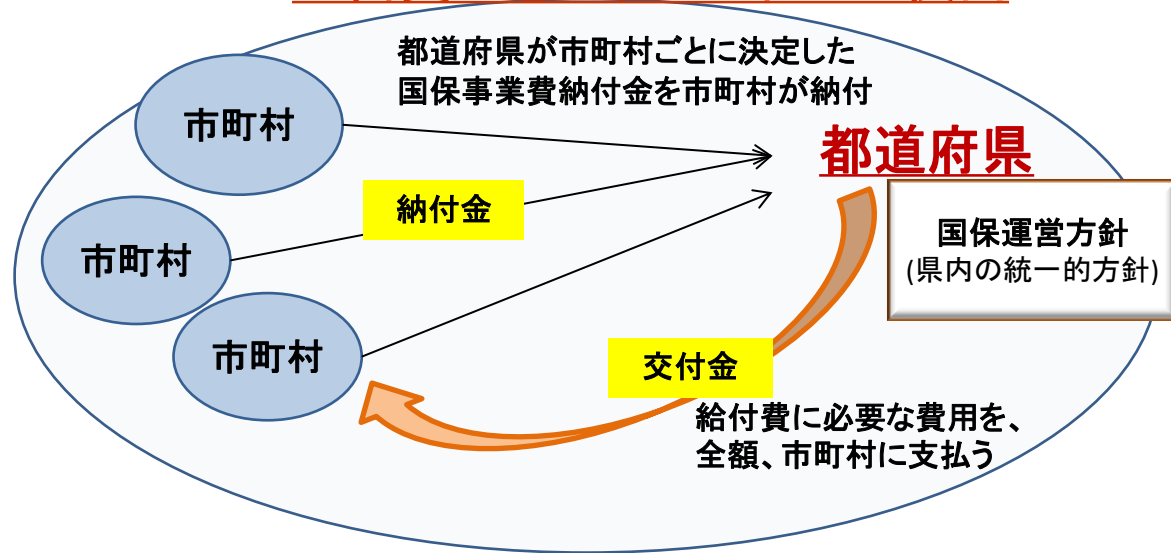 都道府県が市町村ごとに決定した
国保事業費納付金を市町村が納付
市町村
都道府県
納付金
国保運営方針
(県内の統一的方針)
市町村
市町村
交付金
給付費に必要な費用を、
全額、市町村に支払う